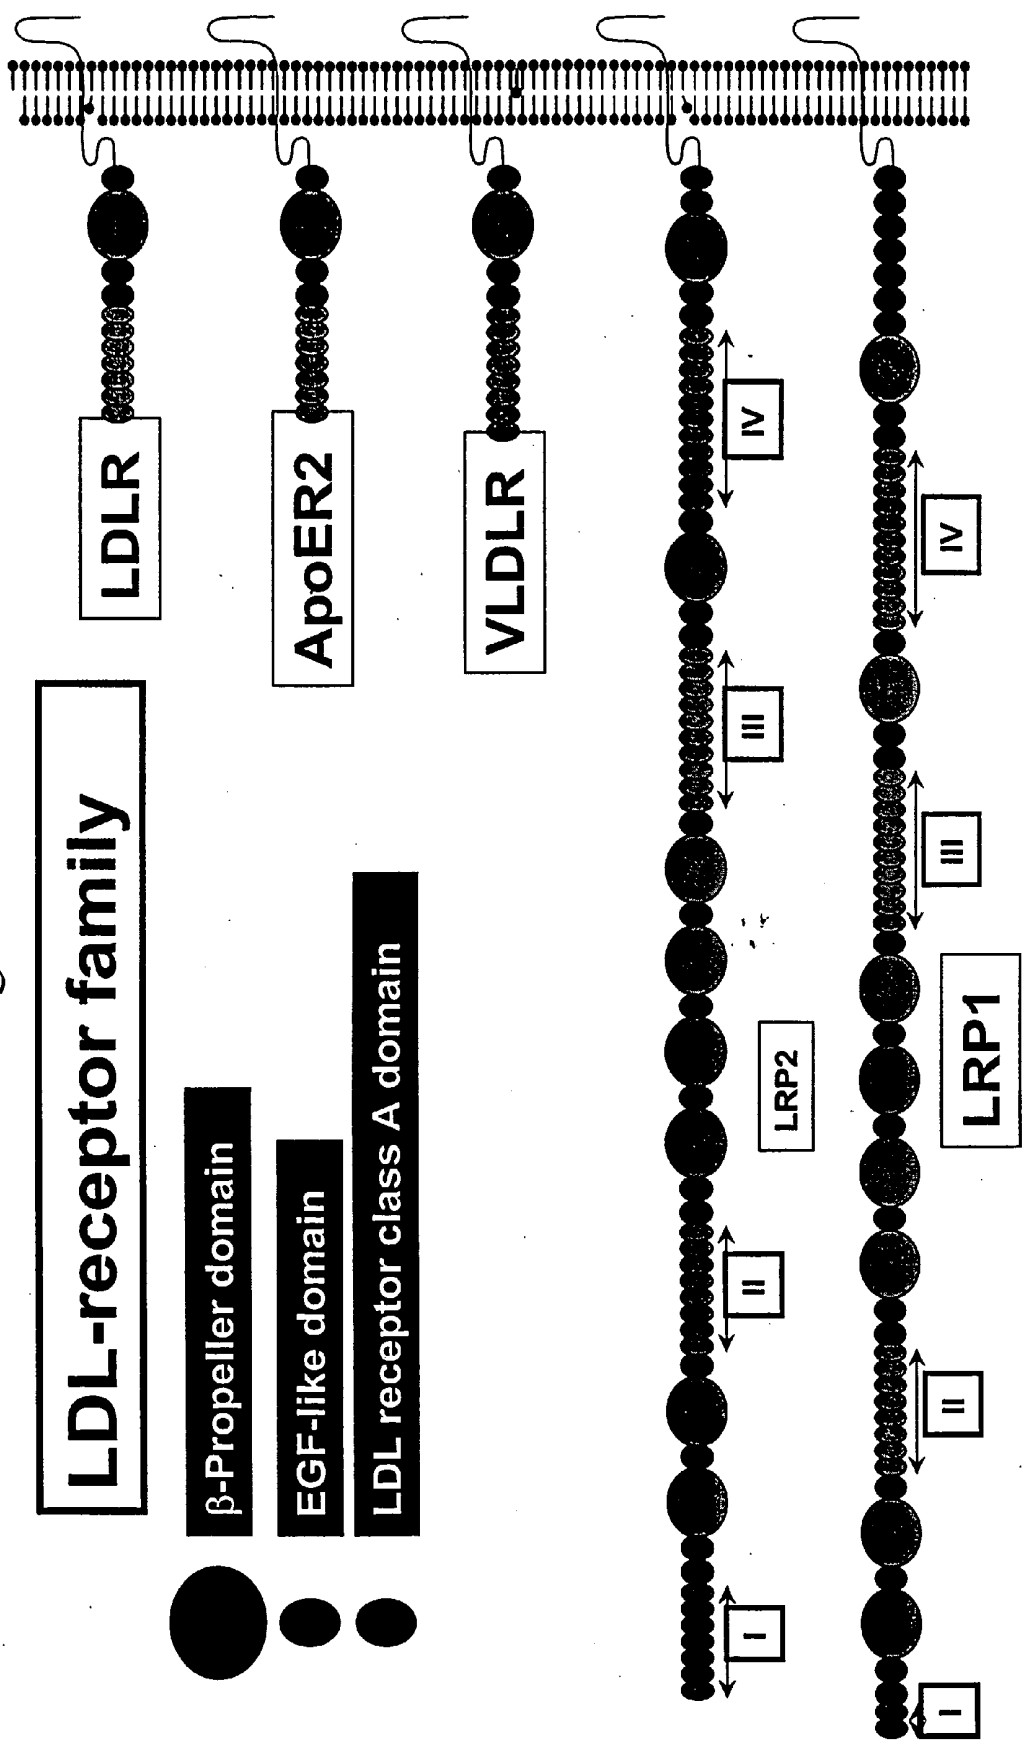 LDL-receptor family
β-Propeller domain
EGF-like domain
LDL receptor class A domain
LDLR
ApoER2
VLDLR
I
II
III
IV
LRP2
I
II
III
IV
LRP1